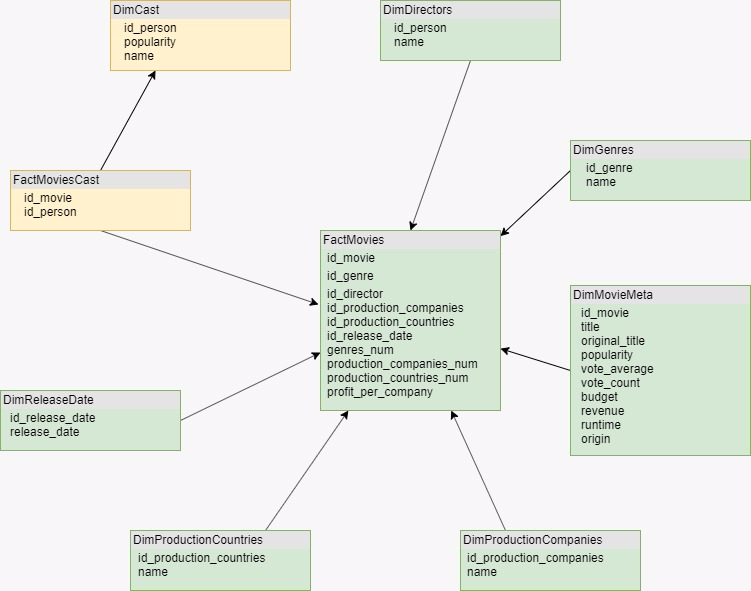 DimCast
id_person
popularity
name
DimDirectors
id_person
name
DimGenres
id_genre
name
FactMoviesCast
id_movie
id_person
FactMovies
id_movie
id_genre
id_director
id_production_companies
id_production_countries
id_release_date
genres_num
production_companies_num
production_countries_num
profit_per_company
DimMovieMeta
id_movie
title
original_title
popularity
vote_average
vote_count
budget
revenue
runtime
origin
DimReleaseDate
id_release_date
release_date
DimProductionCountries
id_production_countries
name
DimProductionCompanies
id_production_companies
name